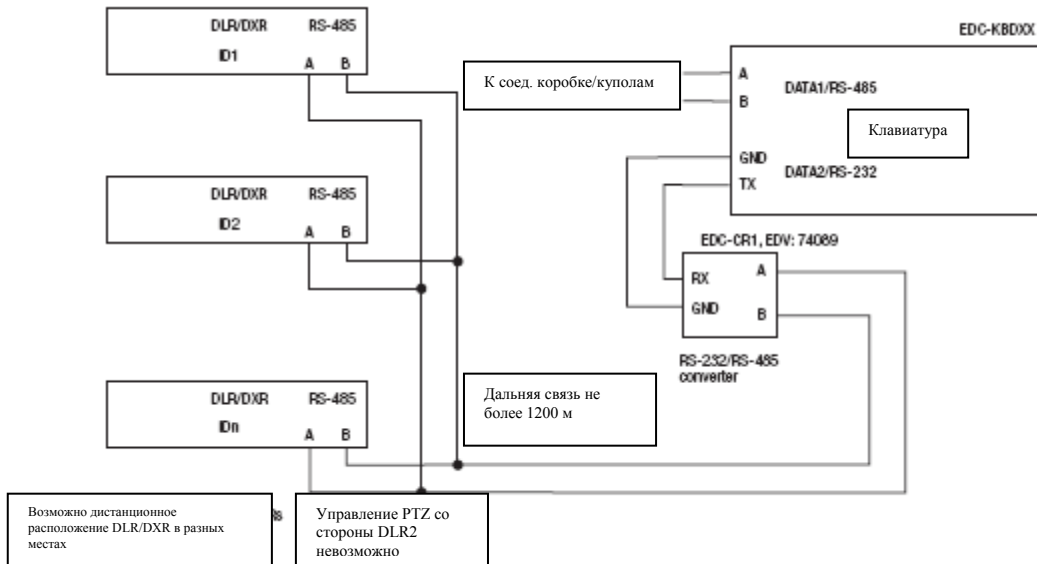 EDC-KBDXX
DLR/DXR RS-485
ID1
A B
К соед. коробке/куполам
A
DATA1/RS-485
B
Клавиатура
GND
DATA2/RS-232
TX
DLR/DXR RS-485
ID2
A B
EDC-CR1, EDV: 74089
RX A
GND B
RS-232/RS-485
converter
Дальняя связь не
более 1200 м
DLR/DXR RS-485
IDn
A B
Возможно дистанционное
расположение DLR/DXR в разных
местах
Управление PTZ со
стороны DLR2
невозможно